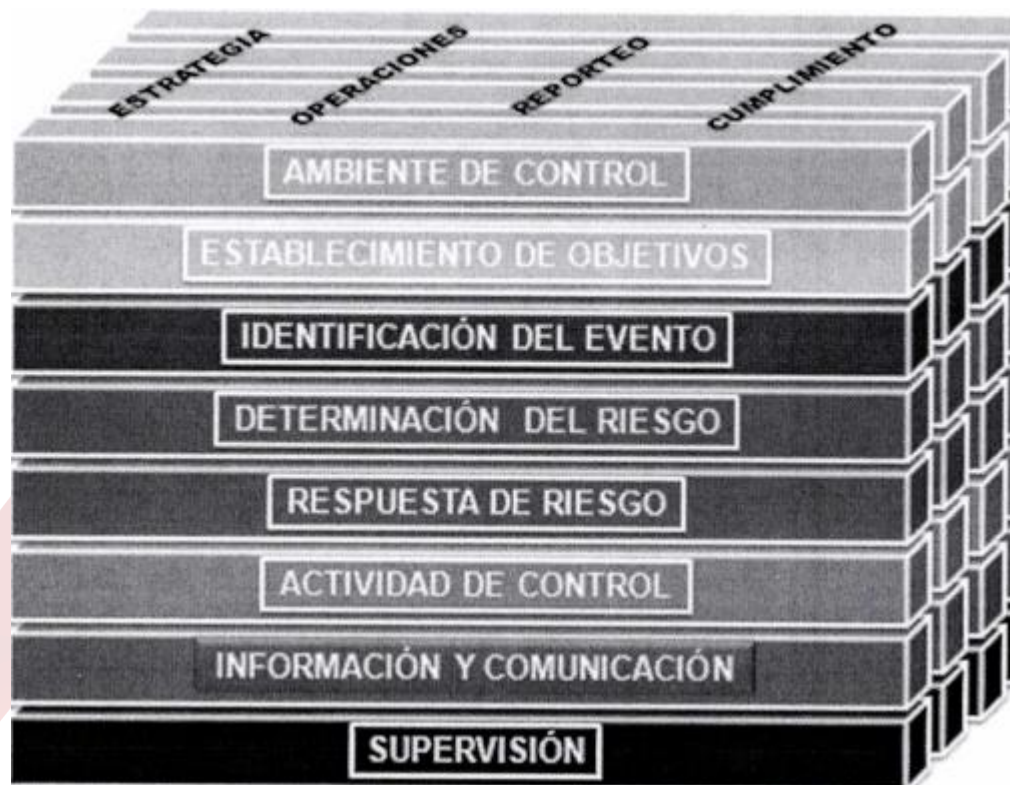 ESTRATEGIA
OPERACIONES
REPORTEO
CUMPLIMIENTO
AMBIENTE DE CONTROL
ESTABLECIMIENTO DE OBJETIVOS
IDENTIFICACIÓN DEL EVENTO
DETERMINACIÓN DEL RIESGO
RESPUESTA DE RIESGO
ACTIVIDAD DE CONTROL
INFORMACIÓN Y COMUNICACIÓN
SUPERVISIÓN